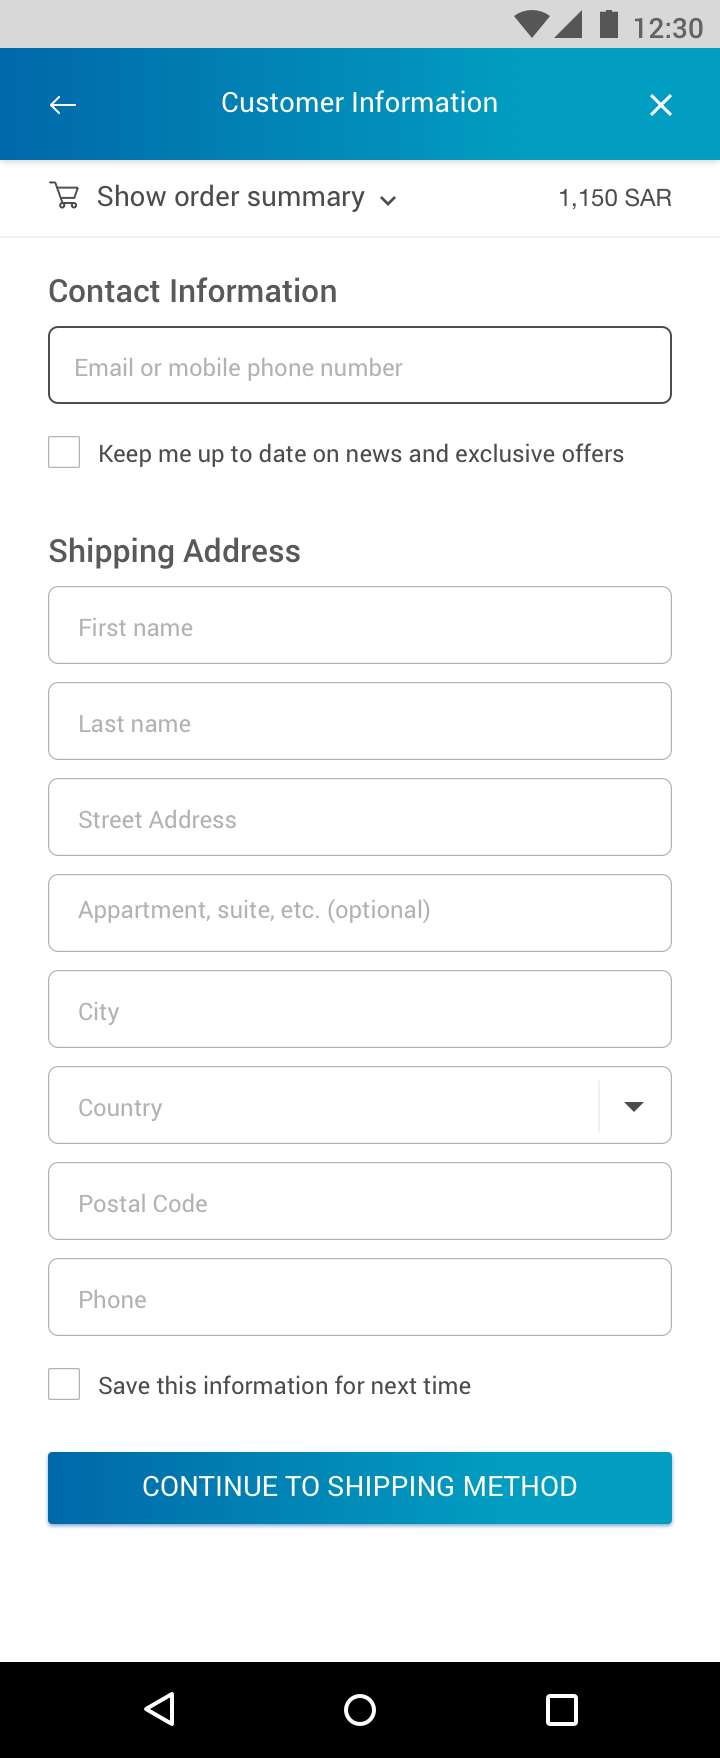 12:30
Customer Information
Show order summary
1,150 SAR
Contact Information
Email or mobile phone number
Keep me up to date on news and exclusive offers
Shipping Address
First name
Last name
Street Address
Appartment, suite, etc. (optional)
City
Country
Postal Code
Phone
Save this information for next time
CONTINUE TO SHIPPING METHOD